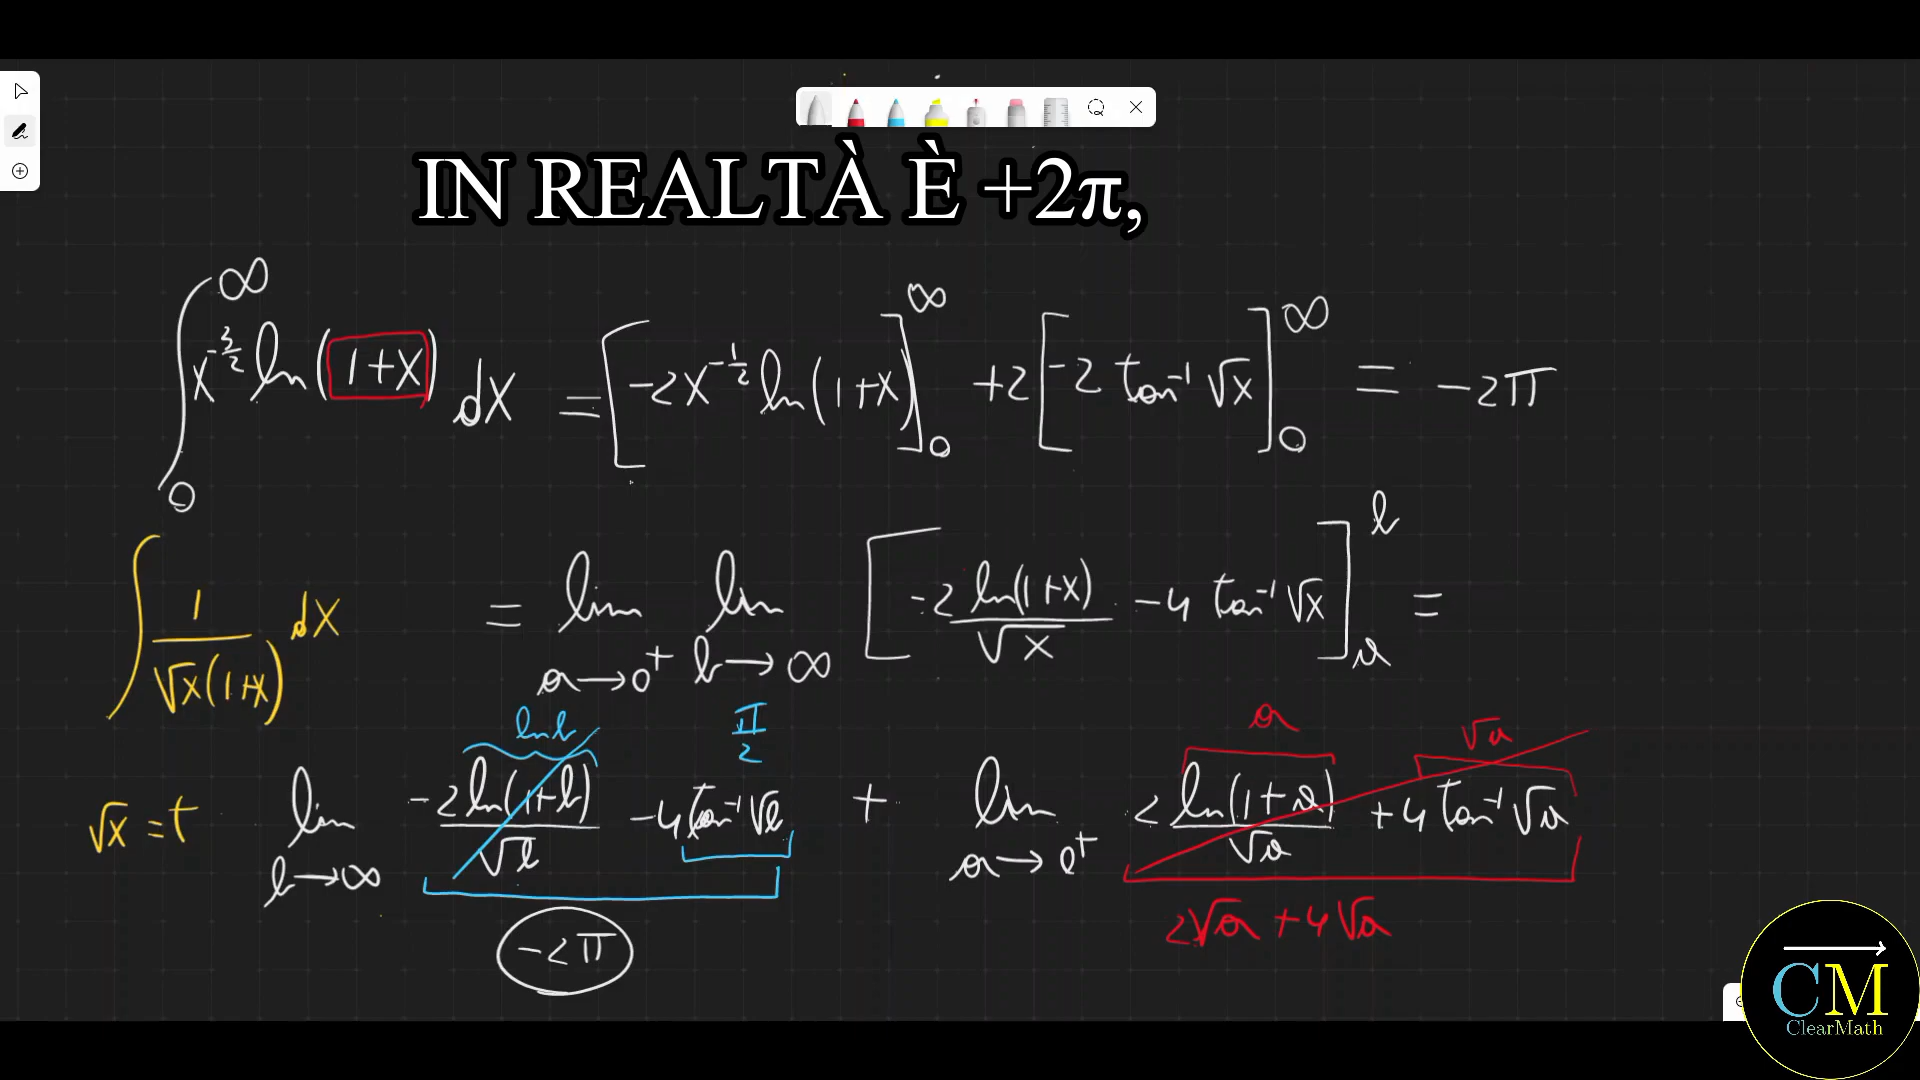 IN REALTÀ È +2π,
∫₀^∞ x^(-3/2) ln(1+x) dx = [-2x^(-1/2) ln(1+x)]₀^∞ +2[-2 tan⁻¹ √x]₀^∞ = -2π
∫ 1/(√x(1+x)) dx
= lim a→0⁺ lim b→∞ [-2 ln(1+x)/√x -4 tan⁻¹ √x]ₐ^b =
ln b π/2 a √a
√x = t
lim b→∞ -2ln(1+b)/√b -4 tan⁻¹ √b + lim a→0⁺ 2 ln(1+a)/√a +4 tan⁻¹ √a
-2π 2√a +4√a
CM
ClearMath